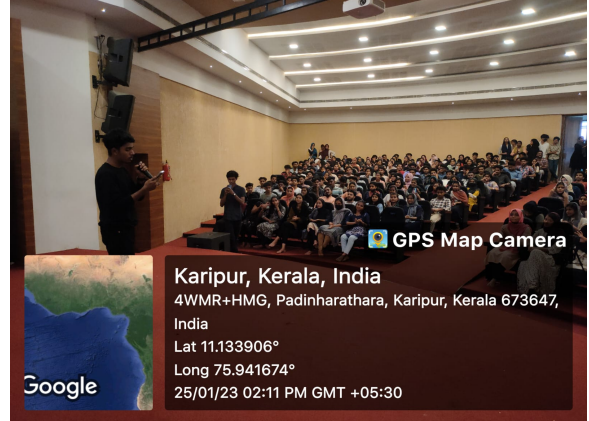 GPS Map Camera
Karipur, Kerala, India
4WMR+HMG, Padinharathara, Karipur, Kerala 673647,
India
Lat 11.133906°
Long 75.941674°
25/01/23 02:11 PM GMT +05:30
Google